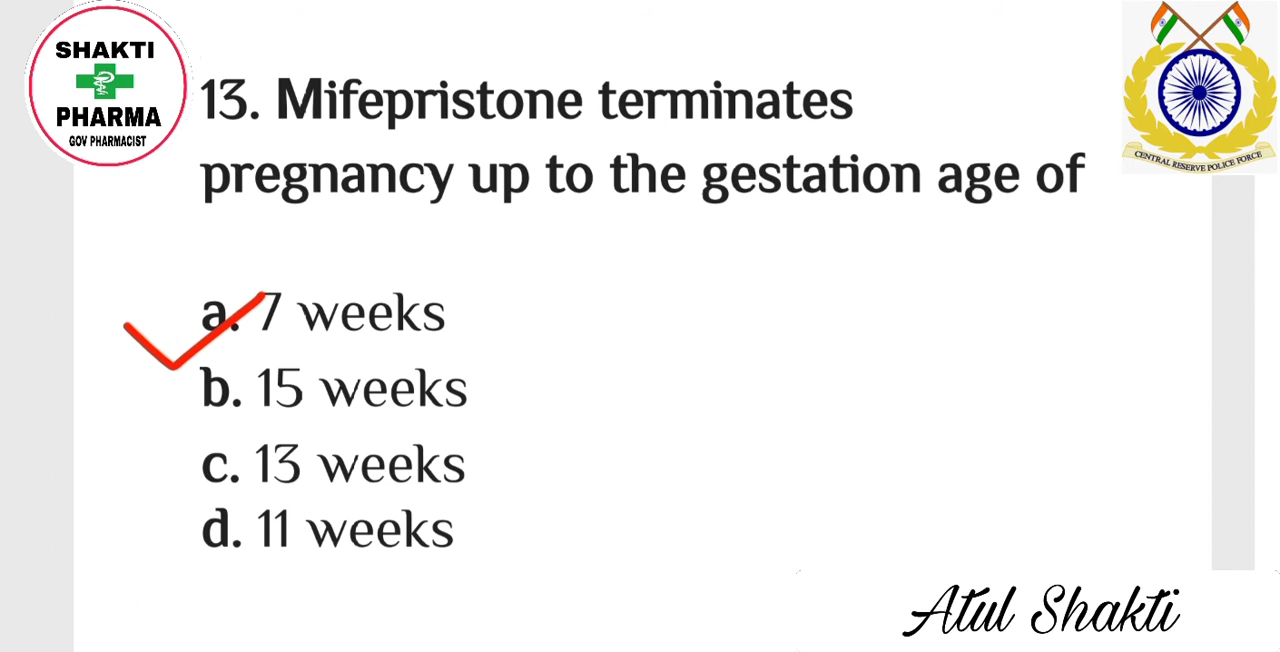 SHAKTI
PHARMA
GOV PHARMACIST
CENTRAL RESERVE POLICE FORCE
13. Mifepristone terminates
pregnancy up to the gestation age of
a. 7 weeks
b. 15 weeks
c. 13 weeks
d. 11 weeks
Atul Shakti